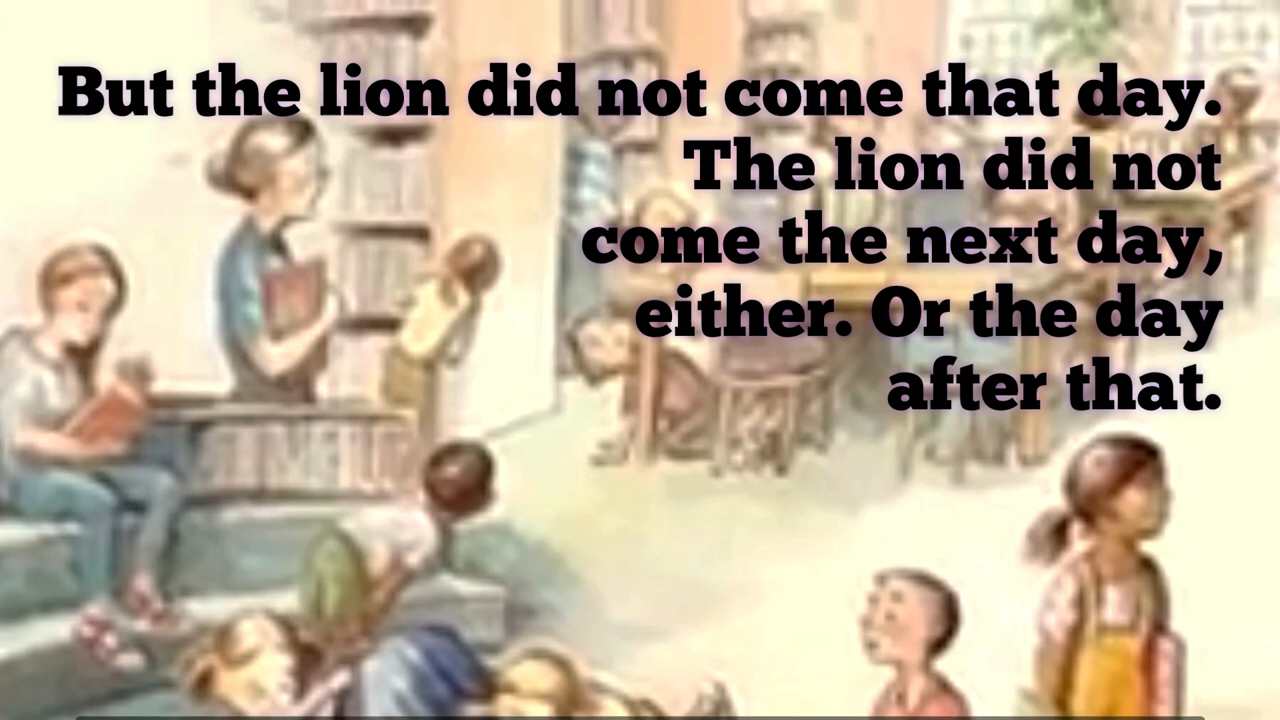 But the lion did not come that day.
The lion did not
come the next day,
either. Or the day
after that.